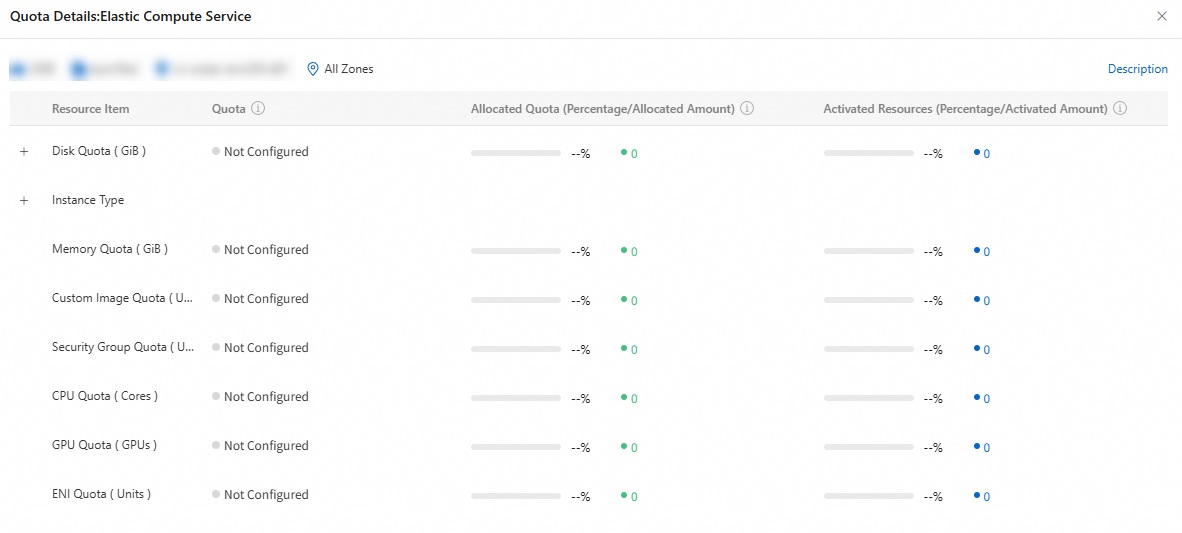 Quota Details:Elastic Compute Service
All Zones Description
Resource Item Quota Allocated Quota (Percentage/Allocated Amount) Activated Resources (Percentage/Activated Amount)
+ Disk Quota ( GiB ) Not Configured --% 0 --% 0
+ Instance Type
Memory Quota ( GiB ) Not Configured --% 0 --% 0
Custom Image Quota ( U... Not Configured --% 0 --% 0
Security Group Quota ( U... Not Configured --% 0 --% 0
CPU Quota ( Cores ) Not Configured --% 0 --% 0
GPU Quota ( GPUs ) Not Configured --% 0 --% 0
ENI Quota ( Units ) Not Configured --% 0 --% 0